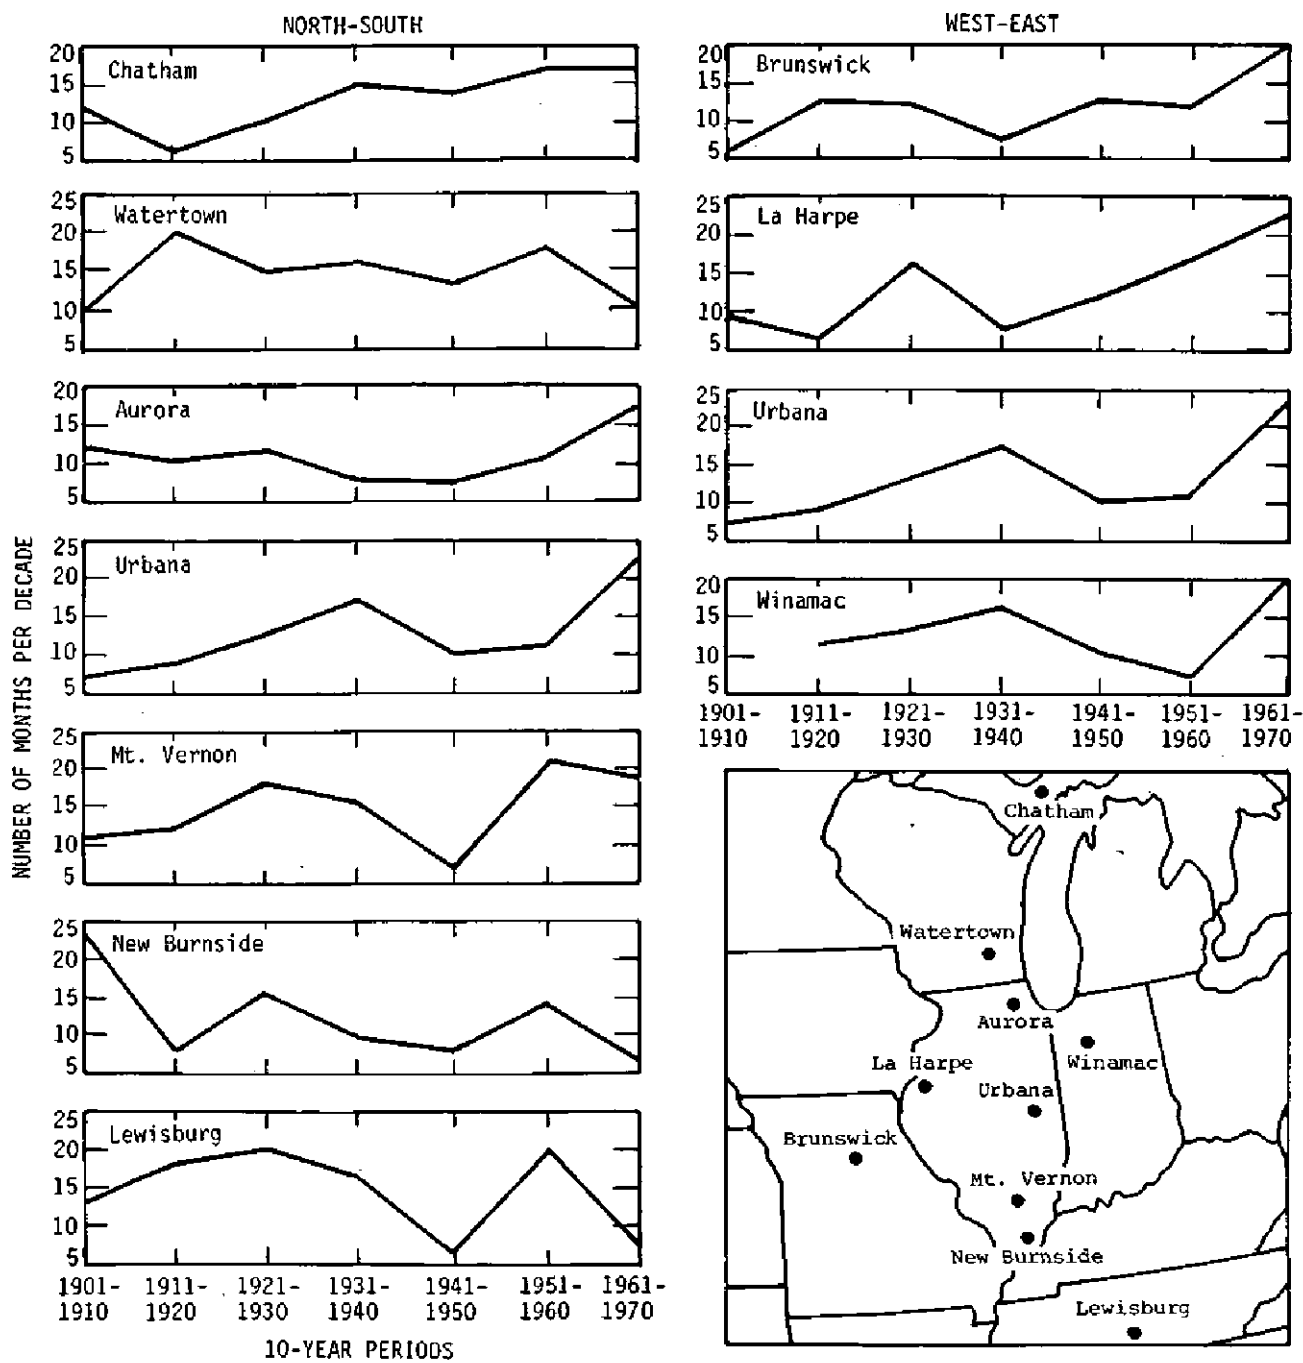 NORTH-SOUTH
NUMBER OF MONTHS PER DECADE
Chatham
20
15
10
5
Watertown
25
20
15
10
5
Aurora
20
15
10
5
Urbana
25
20
15
10
5
Mt. Vernon
25
20
15
10
5
New Burnside
25
20
15
10
5
Lewisburg
25
20
15
10
5
1901- 1911- 1921- 1931- 1941- 1951- 1961-
1910 1920 1930 1940 1950 1960 1970
10-YEAR PERIODS
WEST-EAST
Brunswick
20
15
10
5
La Harpe
25
20
15
10
5
Urbana
25
20
15
10
5
Winamac
20
15
10
5
1901- 1911- 1921- 1931- 1941- 1951- 1961-
1910 1920 1930 1940 1950 1960 1970
Chatham
Watertown
Aurora
La Harpe
Winamac
Urbana
Brunswick
Mt. Vernon
New Burnside
Lewisburg